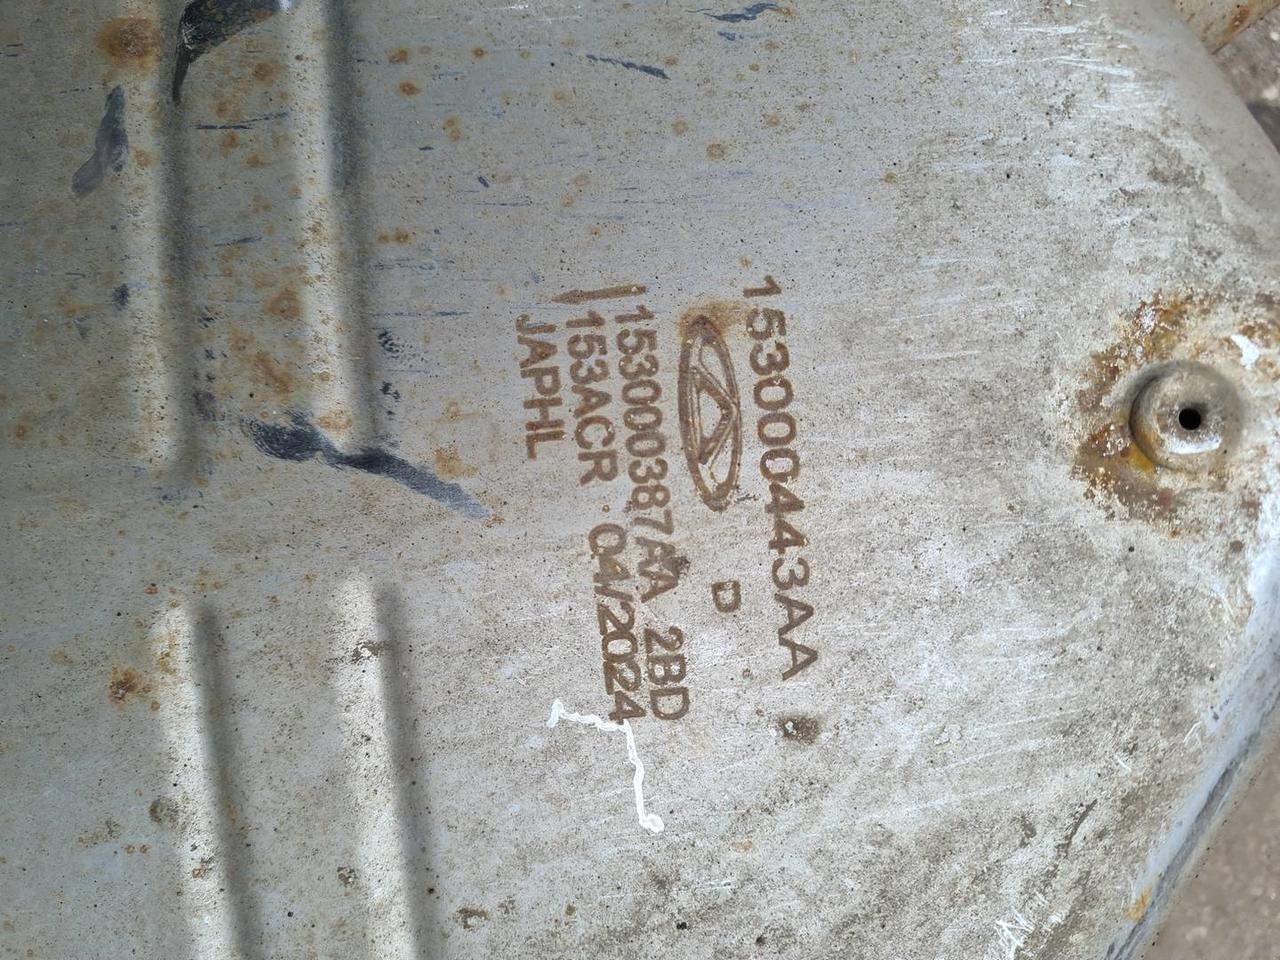 153000443AA
D
153000387AA 2BD
153ACR 04/2024
JAPHL